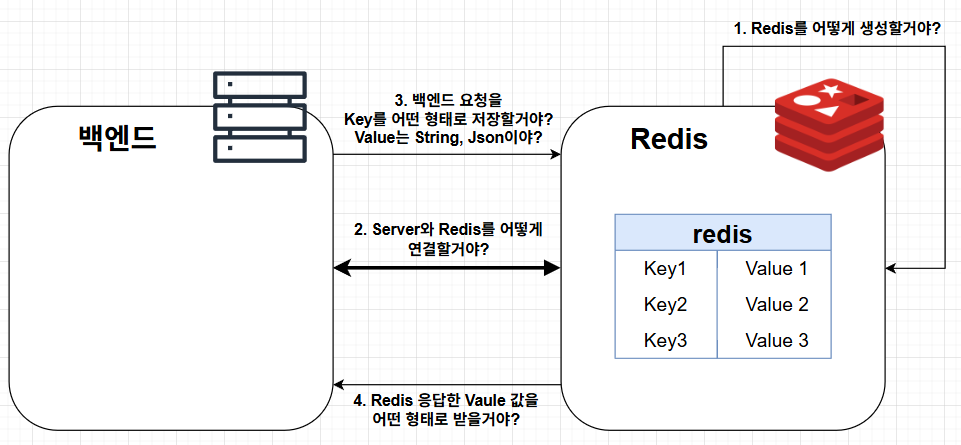 1. Redis를 어떻게 생성할거야?
백엔드
3. 백엔드 요청을
Key를 어떤 형태로 저장할거야?
Value는 String, Json이야?
Redis
2. Server와 Redis를 어떻게
연결할거야?
redis
Key1 Value 1
Key2 Value 2
Key3 Value 3
4. Redis 응답한 Vaule 값을
어떤 형태로 받을거야?